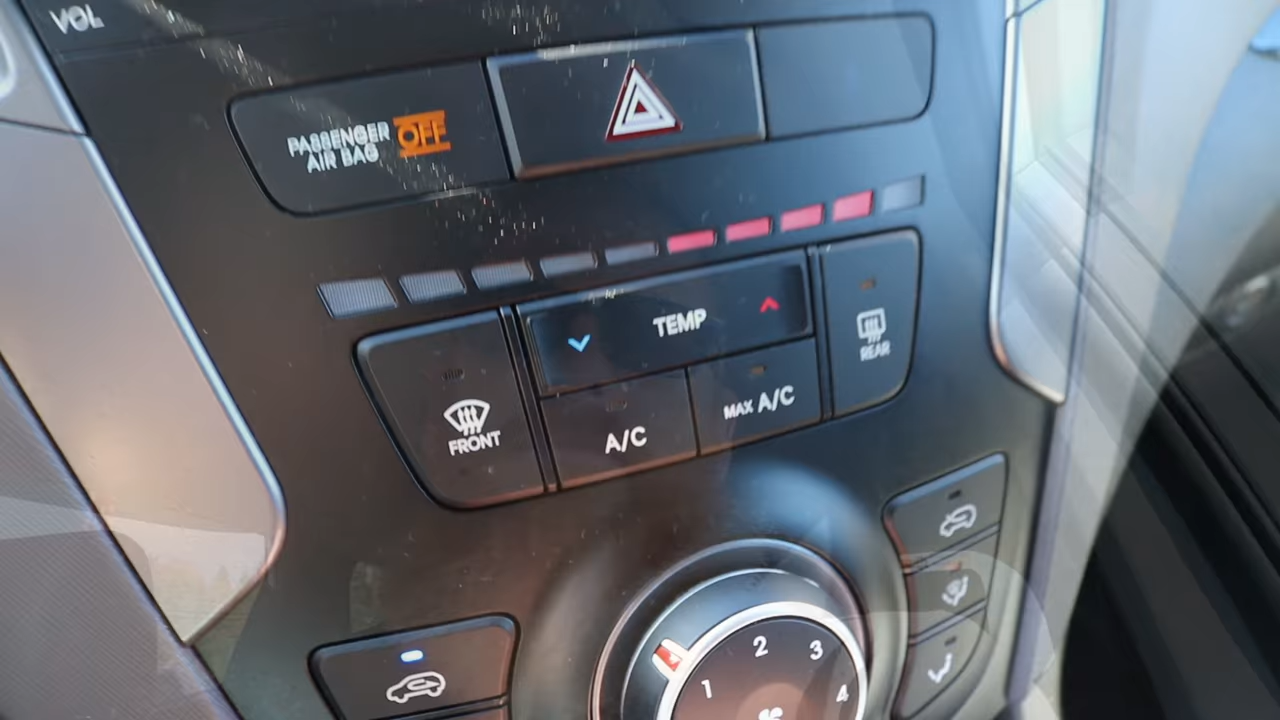 VOL
PASSENGER OFF
AIR BAG
TEMP
REAR
FRONT
A/C
MAX A/C
1 2 3 4